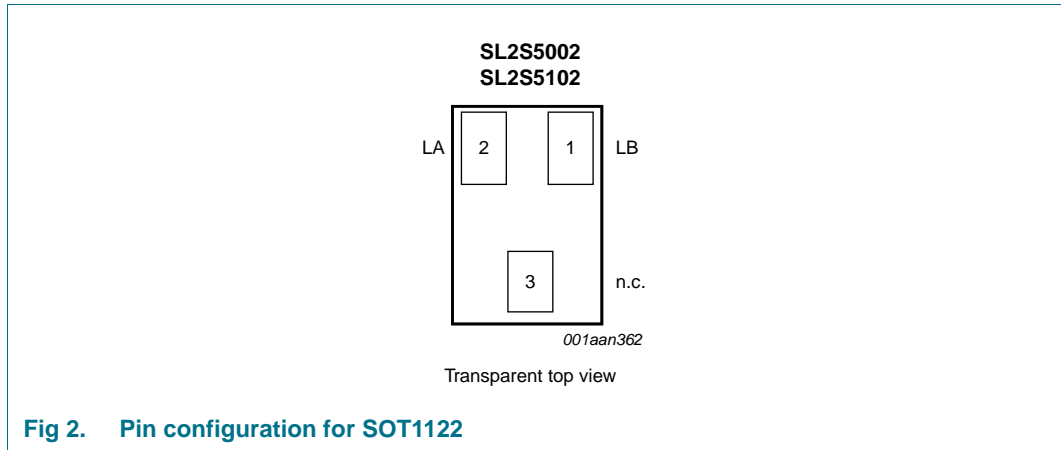 SL2S5002
SL2S5102
LA 2 1 LB
3 n.c.
001aan362
Transparent top view
Fig 2. Pin configuration for SOT1122